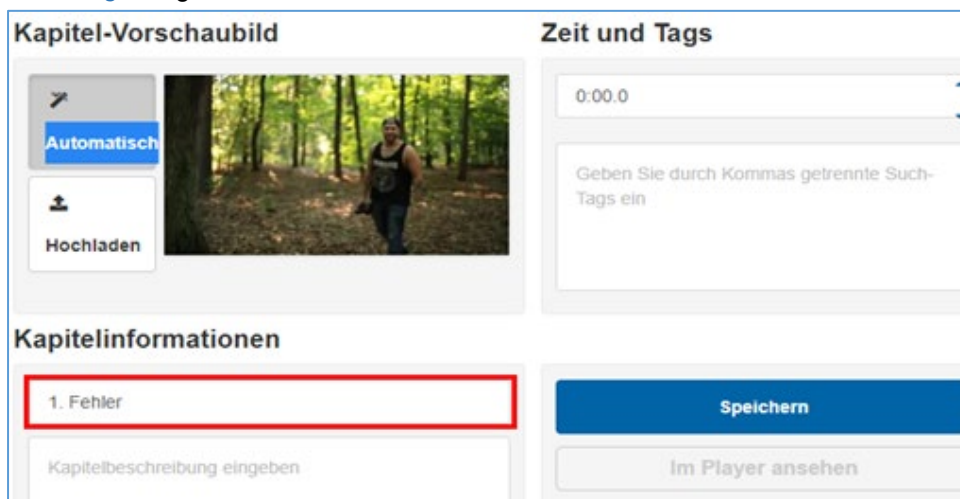 Kapitel-Vorschaubild
Zeit und Tags
Automatisch
Hochladen
0:00.0
Geben Sie durch Kommas getrennte Such-
Tags ein
Kapitelinformationen
1. Fehler
Kapitelbeschreibung eingeben
Speichern
Im Player ansehen